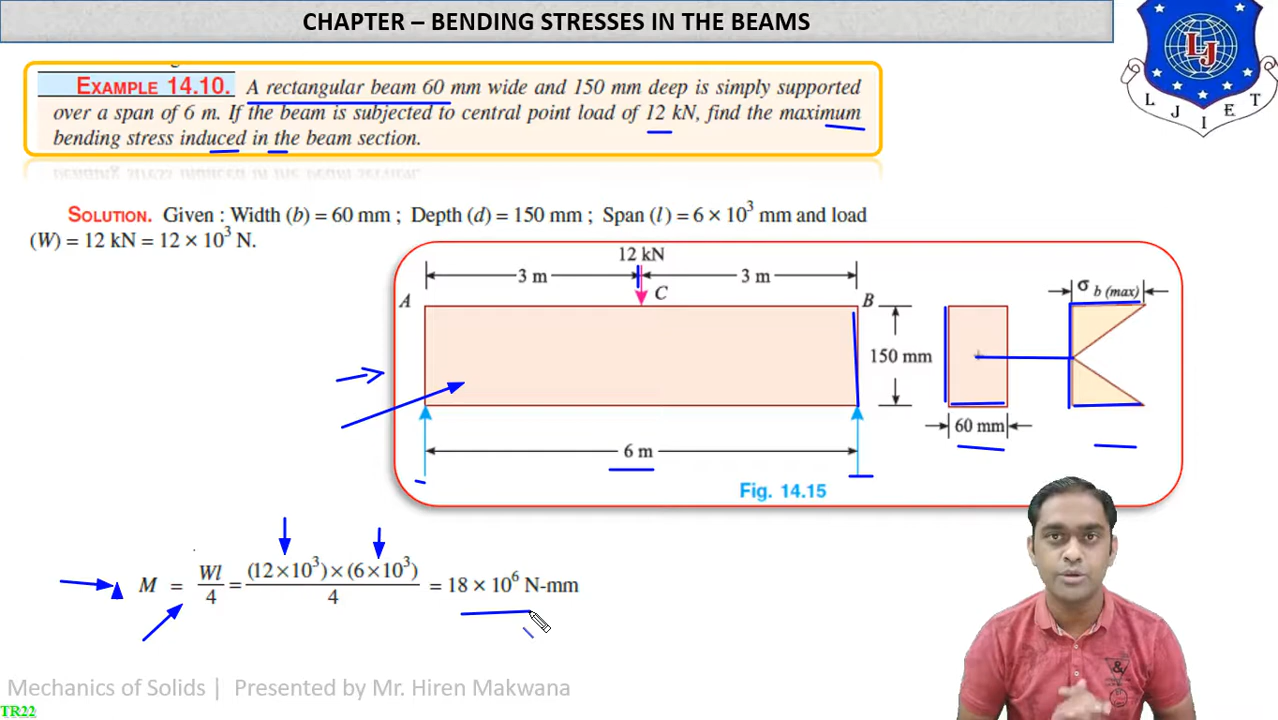 CHAPTER – BENDING STRESSES IN THE BEAMS
L J I E T
LJ
EXAMPLE 14.10. A rectangular beam 60 mm wide and 150 mm deep is simply supported
over a span of 6 m. If the beam is subjected to central point load of 12 kN, find the maximum
bending stress induced in the beam section.
SOLUTION. Given : Width (b) = 60 mm ; Depth (d) = 150 mm ; Span (l) = 6 × 10³ mm and load
(W) = 12 kN = 12 × 10³ N.
12 kN
3 m
3 m
A
C
B
σ b (max)
150 mm
60 mm
6 m
Fig. 14.15
M = Wl/4 = (12×10³)×(6×10³)/4 = 18 × 10⁶ N-mm
Mechanics of Solids | Presented by Mr. Hiren Makwana
TR22